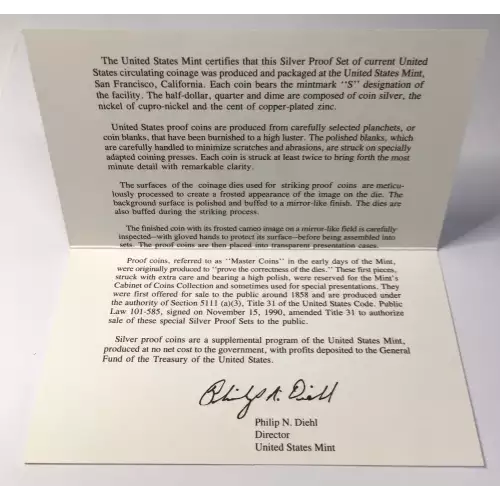 The United States Mint certifies that this Silver Proof Set of current United
States circulating coinage was produced and packaged at the United States Mint,
San Francisco, California. Each coin bears the mintmark "S" designation of
the facility. The half-dollar, quarter and dime are composed of coin silver, the
nickel of cupro-nickel and the cent of copper-plated zinc.
United States proof coins are produced from carefully selected planchets, or
coin blanks, that have been burnished to a high luster. The polished blanks, which
are carefully handled to minimize scratches and abrasions, are struck on specially
adapted coining presses. Each coin is struck at least twice to bring forth the most
minute detail with remarkable clarity.
The surfaces of the coinage dies used for striking proof coins are meticu-
lously processed to create a frosted appearance of the image on the die. The
background surface is polished and buffed to a mirror-like finish. The dies are
also buffed during the striking process.
The finished coin with its frosted cameo image on a mirror-like field is carefully
inspected--with gloved hands to protect its surface--before being assembled into
sets. The proof coins are then placed into transparent presentation cases.
Proof coins, referred to as "Master Coins" in the early days of the Mint,
were originally produced to "prove the correctness of the dies." These first pieces,
struck with extra care and bearing a high polish, were reserved for the Mint's
Cabinet of Coins Collection and sometimes used for special presentations. They
were first offered for sale to the public around 1858 and are produced under
the authority of Section 5111 (a)(3), Title 31 of the United States Code. Public
Law 101-585, signed on November 15, 1990, amended Title 31 to authorize
sale of these special Silver Proof Sets to the public.
Silver proof coins are a supplemental program of the United States Mint,
produced at no net cost to the government, with profits deposited to the General
Fund of the Treasury of the United States.
Philip N. Diehl
Philip N. Diehl
Director
United States Mint